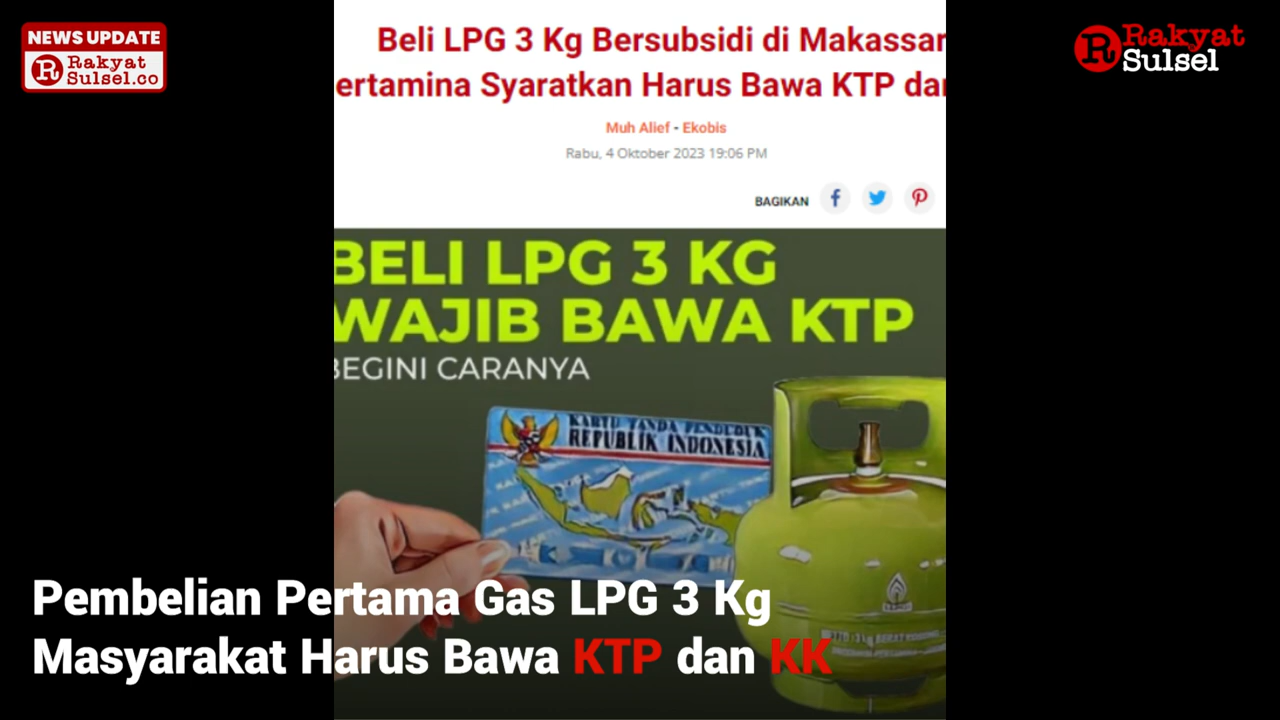 NEWS UPDATE
Rakyat
Sulsel.co
Rakyat
Sulsel
Beli LPG 3 Kg Bersubsidi di Makassar
ertamina Syaratkan Harus Bawa KTP dan
Muh Alief - Ekobis
Rabu, 4 Oktober 2023 19:06 PM
BAGIKAN
BELI LPG 3 KG
WAJIB BAWA KTP
BEGINI CARANYA
KARTU TANDA PENDUDUK
REPUBLIK INDONESIA
Pembelian Pertama Gas LPG 3 Kg
Masyarakat Harus Bawa KTP dan KK